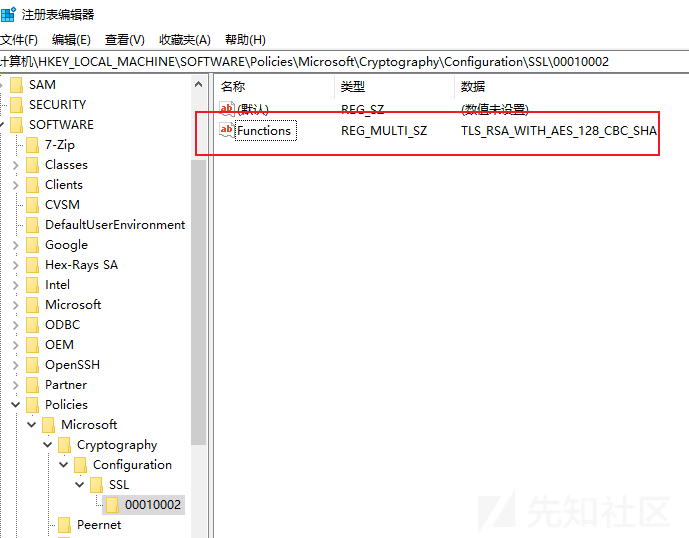 注册表编辑器
文件(F) 编辑(E) 查看(V) 收藏夹(A) 帮助(H)
计算机\HKEY_LOCAL_MACHINE\SOFTWARE\Policies\Microsoft\Cryptography\Configuration\SSL\00010002
SAM
SECURITY
SOFTWARE
7-Zip
Classes
Clients
CVSM
DefaultUserEnvironment
Google
Hex-Rays SA
Intel
Microsoft
ODBC
OEM
OpenSSH
Partner
Policies
Microsoft
Cryptography
Configuration
SSL
00010002
Peernet
名称 类型 数据
(默认) REG_SZ (数值未设置)
Functions REG_MULTI_SZ TLS_RSA_WITH_AES_128_CBC_SHA
先知社区